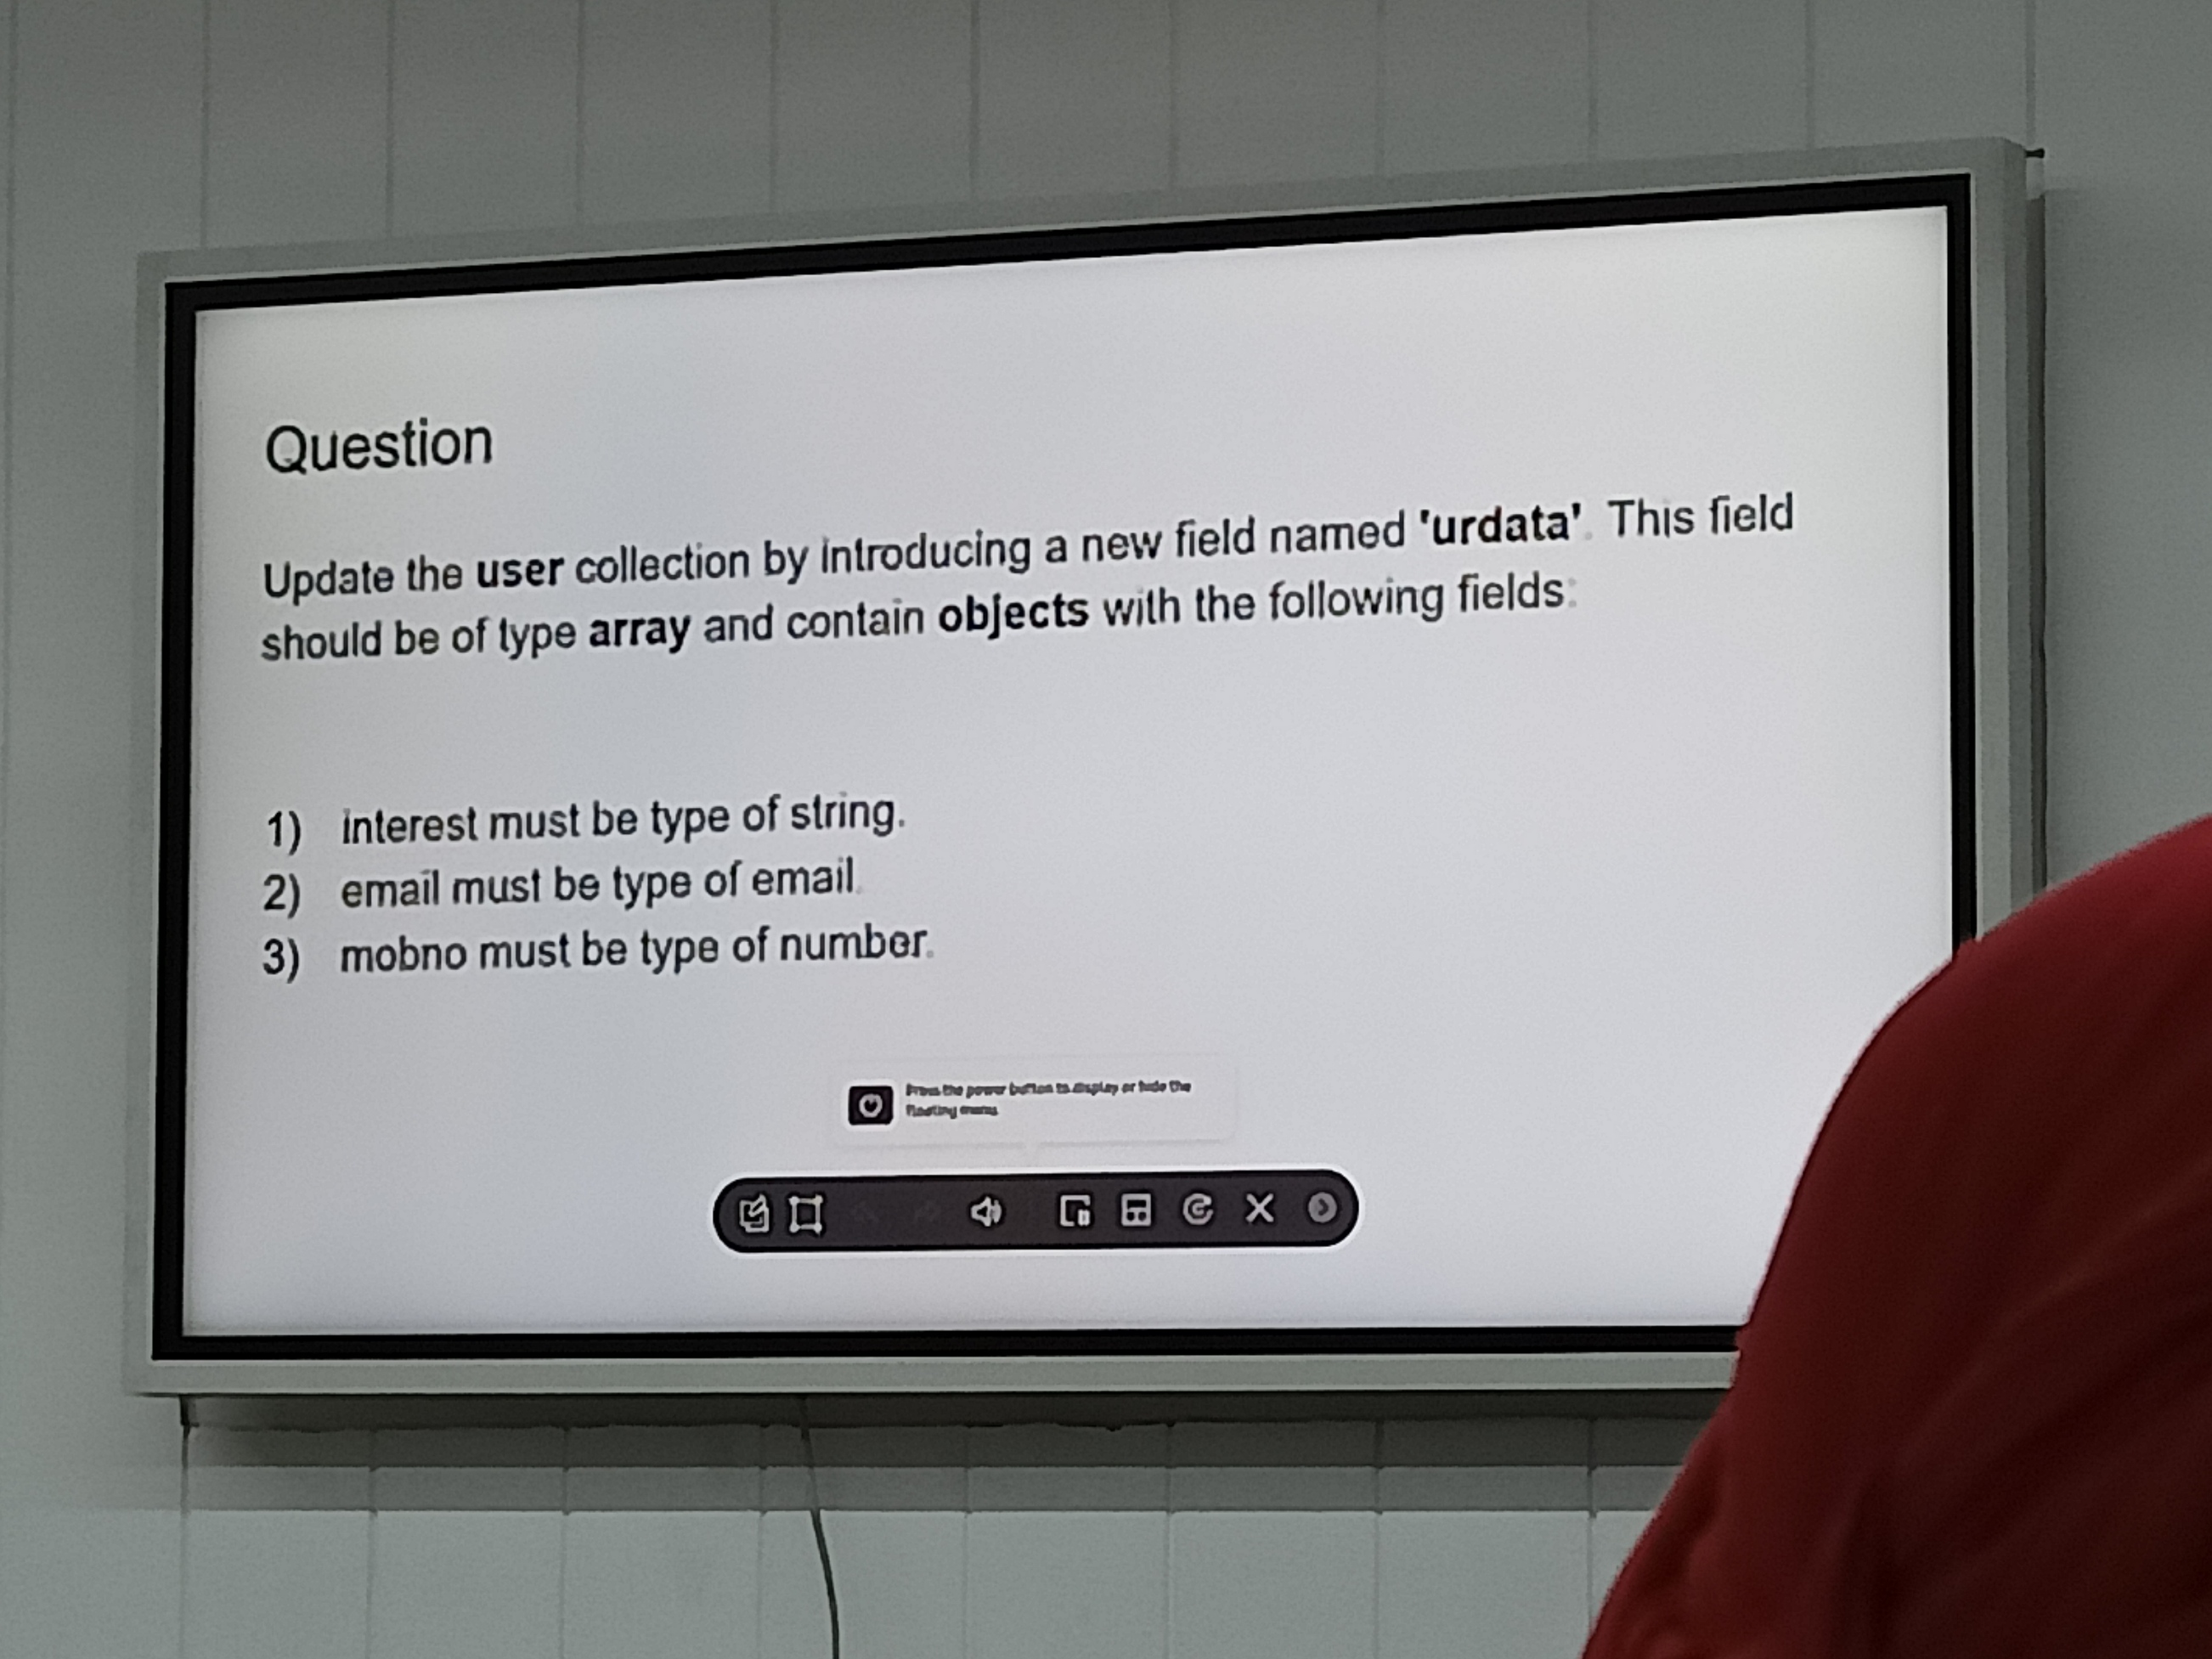 Question
Update the user collection by introducing a new field named 'urdata'. This field
should be of type array and contain objects with the following fields:
1) interest must be type of string.
2) email must be type of email.
3) mobno must be type of number.
Press the power button to display or hide the
floating menu.